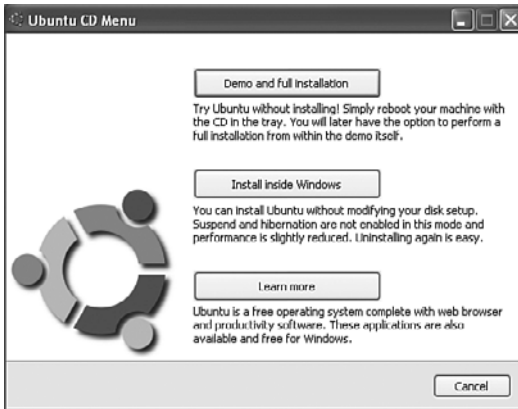 Ubuntu CD Menu
Demo and full installation
Try Ubuntu without installing! Simply reboot your machine with
the CD in the tray. You will later have the option to perform a
full installation from within the demo itself.
Install inside Windows
You can install Ubuntu without modifying your disk setup.
Suspend and hibernation are not enabled in this mode and
performance is slightly reduced. Uninstalling again is easy.
Learn more
Ubuntu is a free operating system complete with web browser
and productivity software. These applications are also
available and free for Windows.
Cancel